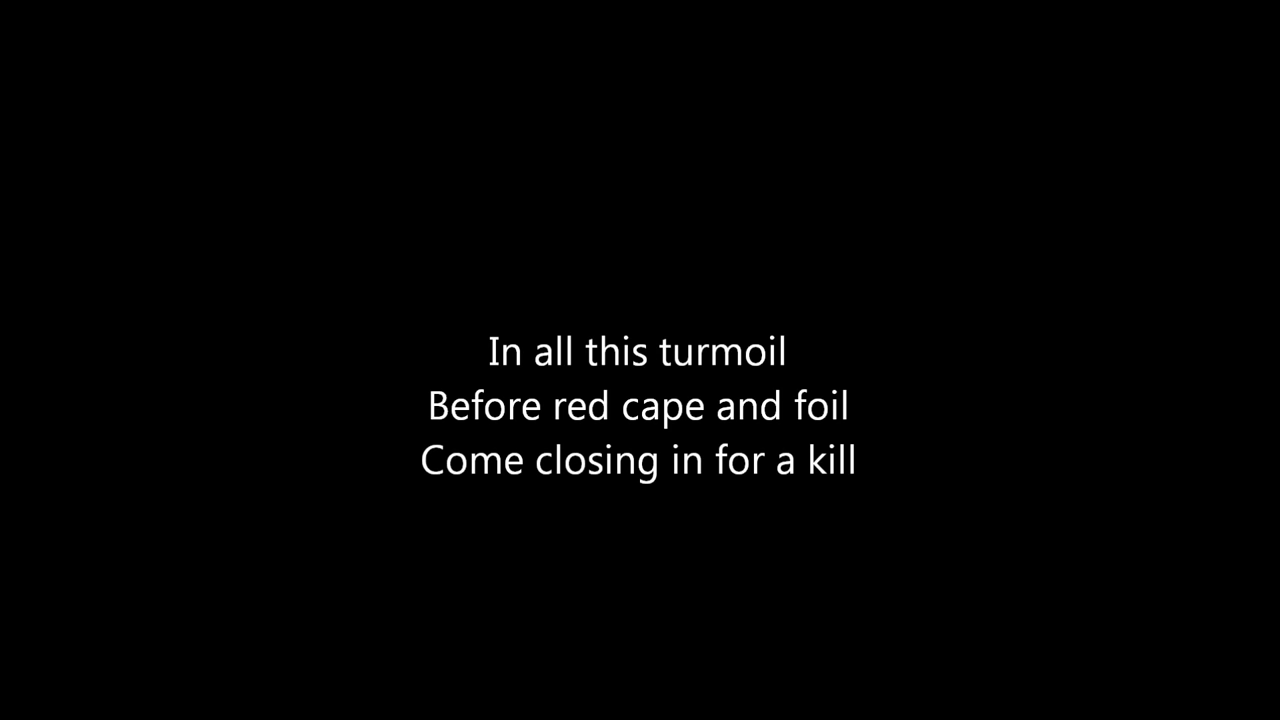 In all this turmoil
Before red cape and foil
Come closing in for a kill